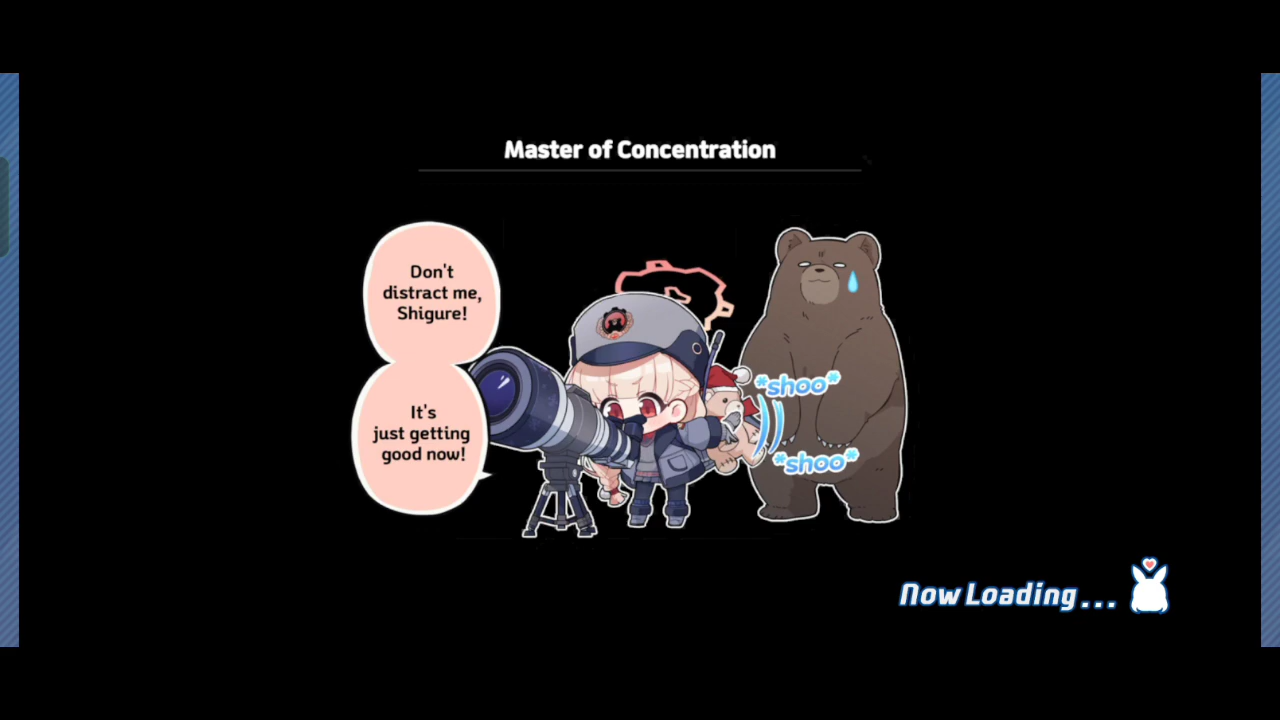 Master of Concentration
Don't
distract me,
Shigure!
It's
just getting
good now!
*shoo*
*shoo*
Now Loading...